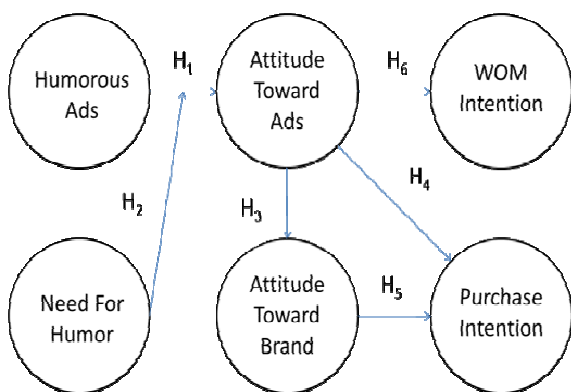 Humorous
Ads
H₁
Attitude
Toward
Ads
H₆
WOM
Intention
H₂
H₃
H₄
Need For
Humor
Attitude
Toward
Brand
H₅
Purchase
Intention